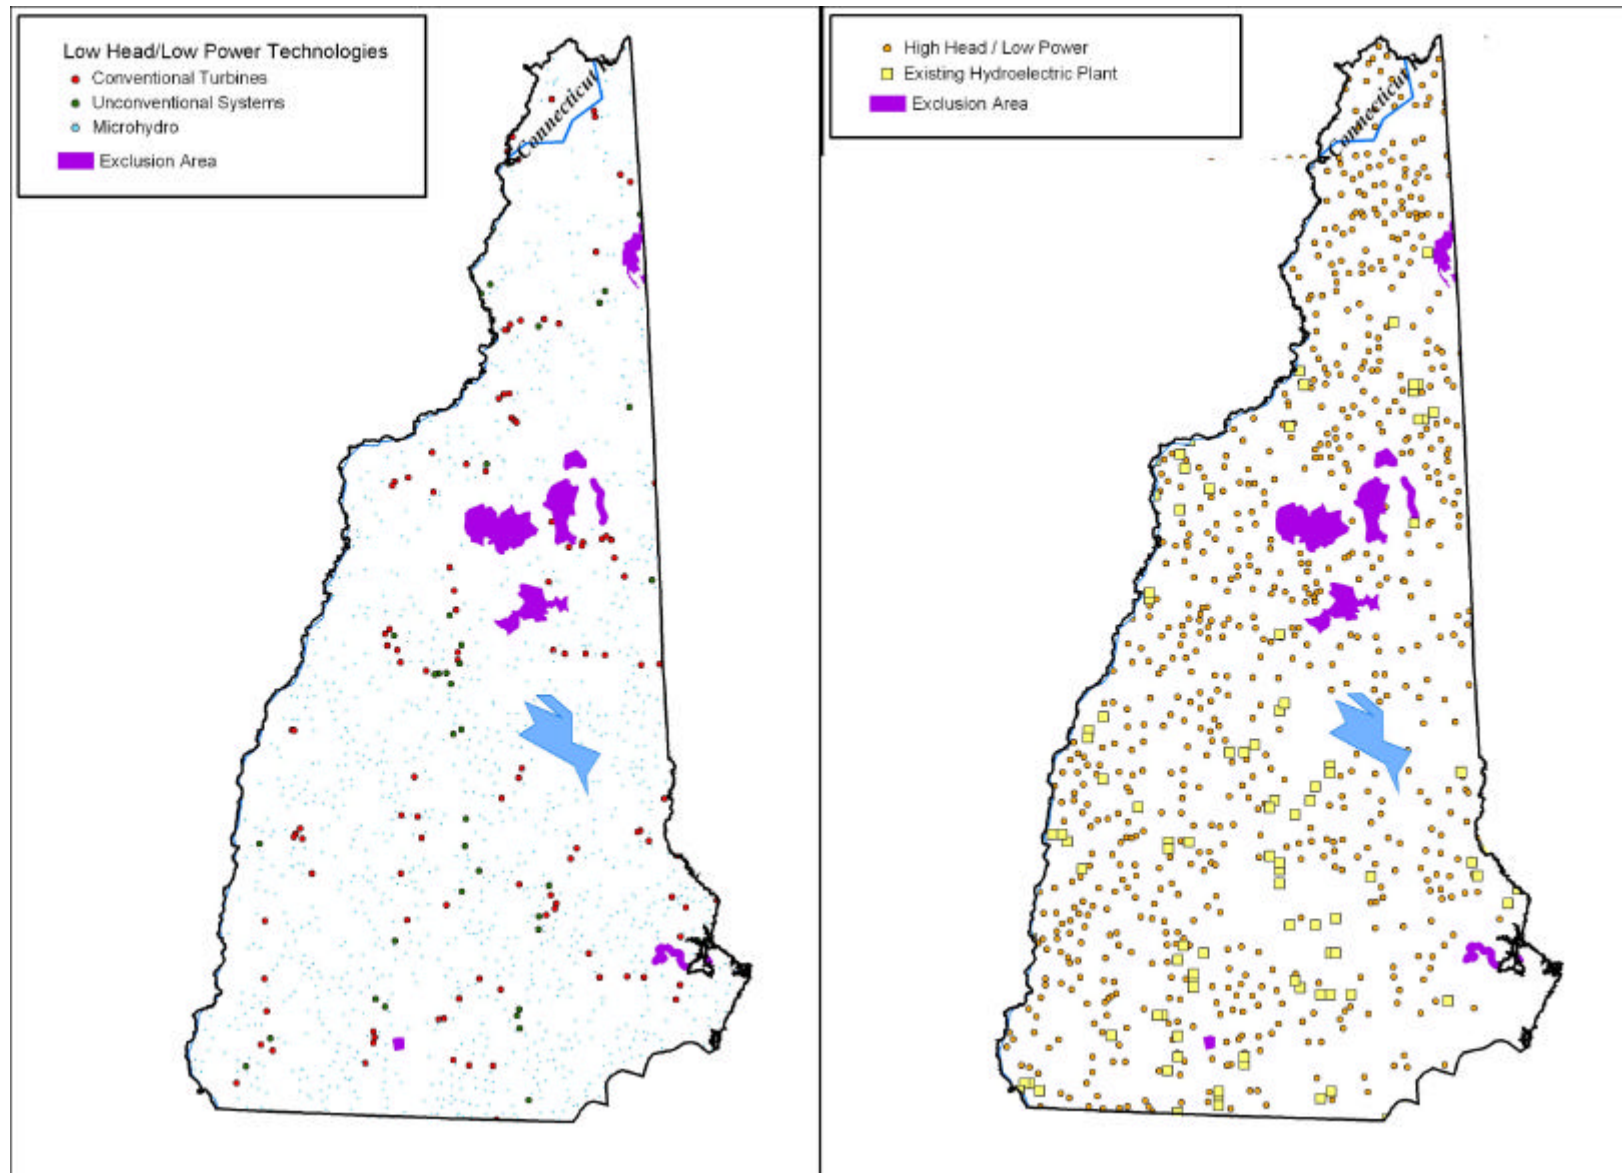 Low Head/Low Power Technologies
Conventional Turbines
Unconventional Systems
Microhydro
Exclusion Area
Connecticut R
High Head / Low Power
Existing Hydroelectric Plant
Exclusion Area
Connecticut R